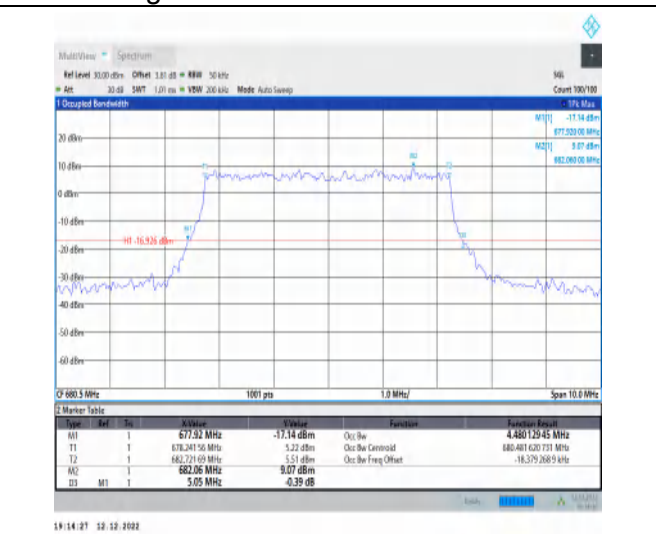 MultiView Spectrum
Ref Level 30.00 dBm Offset 3.81 dB RBW 50 kHz SGL
Att 30 dB SWT 1.01 ms VBW 200 kHz Mode Auto Sweep Count 100/100
1 Occupied Bandwidth 1Pk Max
M1[1] -17.14 dBm
677.920 00 MHz
M2[1] 9.07 dBm
682.060 00 MHz
20 dBm
10 dBm
0 dBm
-10 dBm
H1 -16.926 dBm
-20 dBm
-30 dBm
-40 dBm
-50 dBm
-60 dBm
M1
M2
CF 680.5 MHz 1001 pts 1.0 MHz/ Span 10.0 MHz
2 Marker Table
Type Ref Trc X-Value Y-Value Function Function Result
M1 1 677.92 MHz -17.14 dBm Occ Bw 4.480129 45 MHz
T1 1 678.241 56 MHz 5.22 dBm Occ Bw Centroid 680.481 620 731 MHz
T2 1 682.721 69 MHz 5.51 dBm Occ Bw Freq Offset -18.379 268 9 kHz
M2 1 682.06 MHz 9.07 dBm
D3 M1 1 5.05 MHz -0.39 dB
19:14:27 12.12.2022